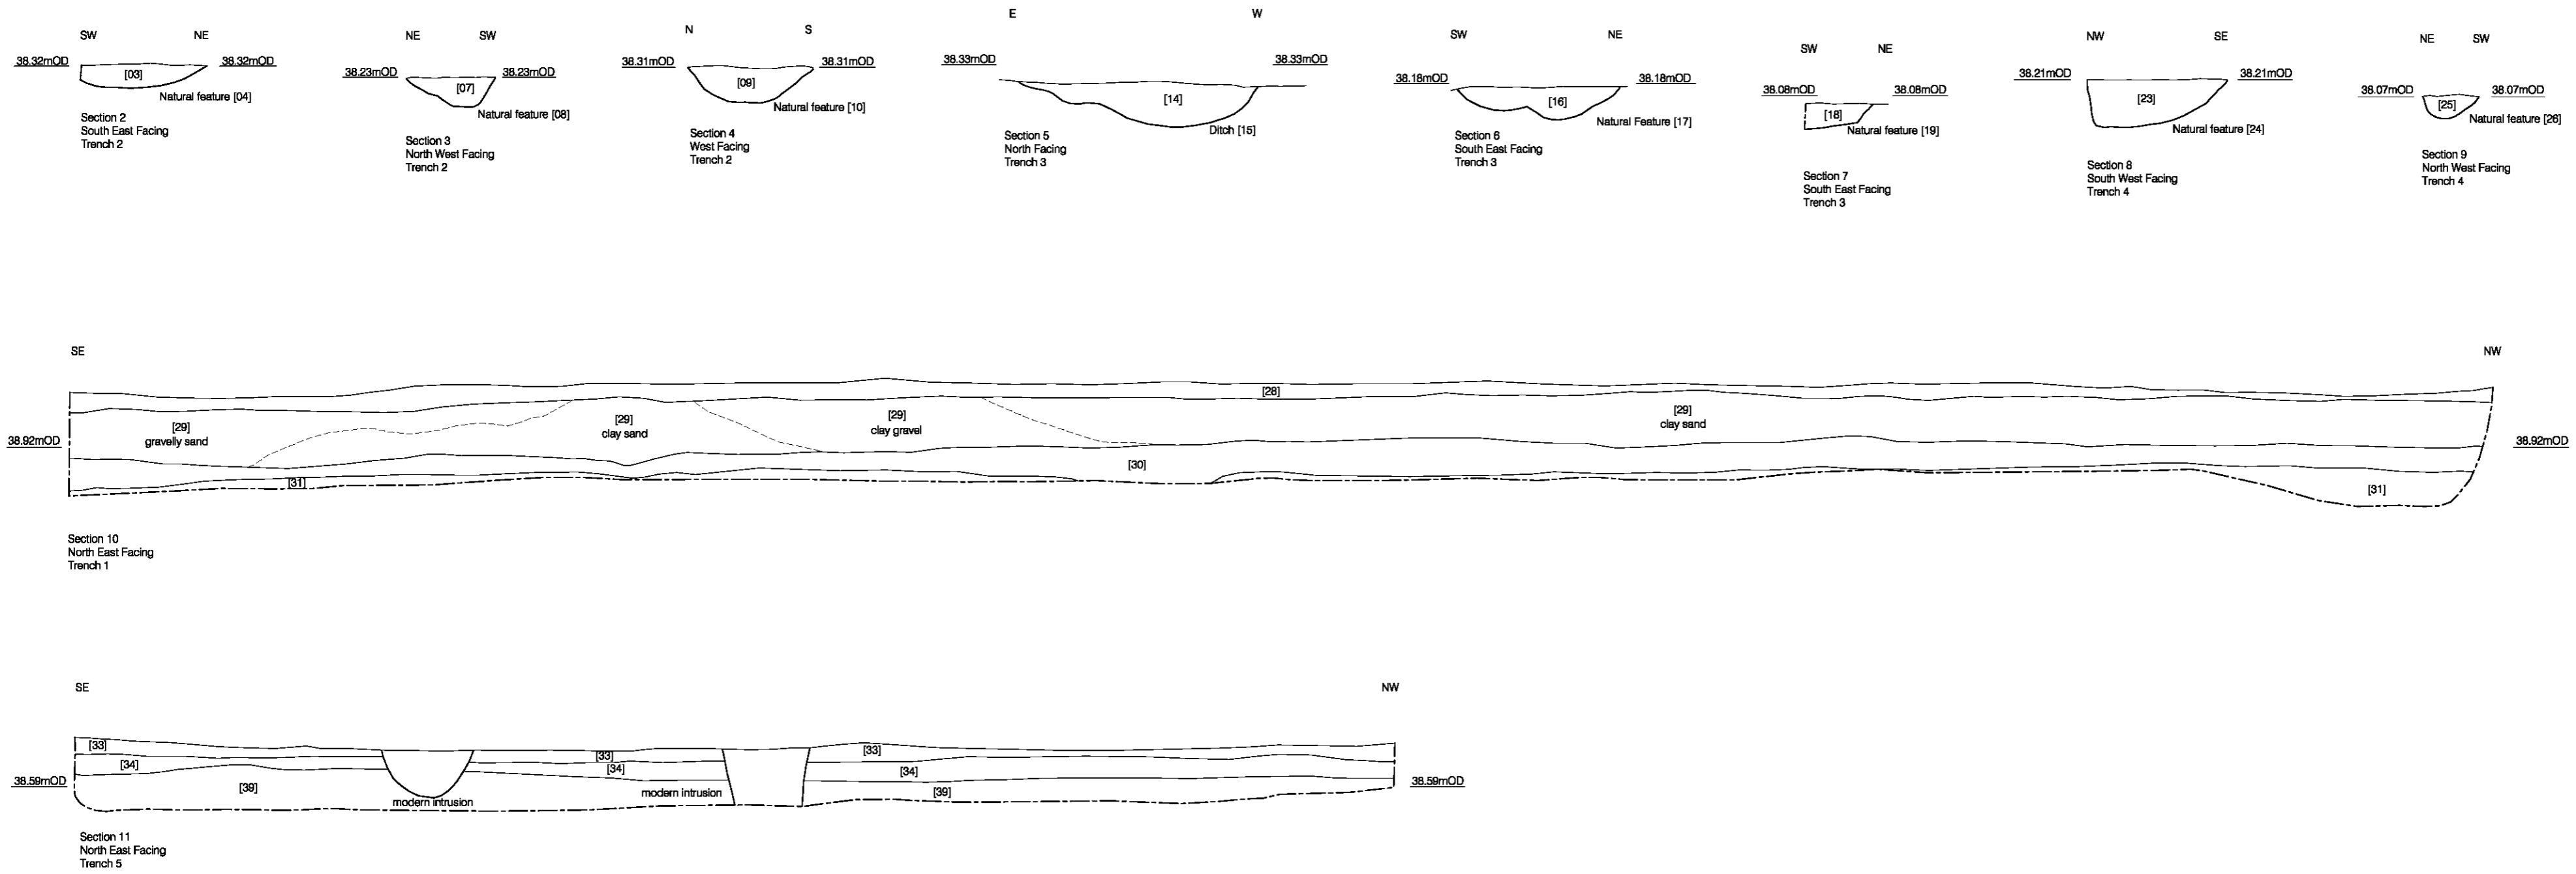 SW NE
38.32mOD 38.32mOD
[03]
Natural feature [04]
Section 2
South East Facing
Trench 2
NE SW
38.23mOD 38.23mOD
[07]
Natural feature [08]
Section 3
North West Facing
Trench 2
N S
38.31mOD 38.31mOD
[09]
Natural feature [10]
Section 4
West Facing
Trench 2
E W
38.33mOD 38.33mOD
[14]
Ditch [15]
Section 5
North Facing
Trench 3
SW NE
38.18mOD 38.18mOD
[16]
Natural Feature [17]
Section 6
South East Facing
Trench 3
SW NE
38.08mOD 38.08mOD
[18]
Natural feature [19]
Section 7
South East Facing
Trench 3
NW SE
38.21mOD 38.21mOD
[23]
Natural feature [24]
Section 8
South West Facing
Trench 4
NE SW
38.07mOD 38.07mOD
[25]
Natural feature [26]
Section 9
North West Facing
Trench 4
SE NW
[28]
[29]
gravelly sand
[29]
clay sand
[29]
clay gravel
[29]
clay sand
38.92mOD 38.92mOD
[30]
[31]
[31]
Section 10
North East Facing
Trench 1
SE NW
[33] [33] [33]
[34] [34] [34]
38.59mOD 38.59mOD
[39] modern intrusion modern intrusion [39]
Section 11
North East Facing
Trench 5